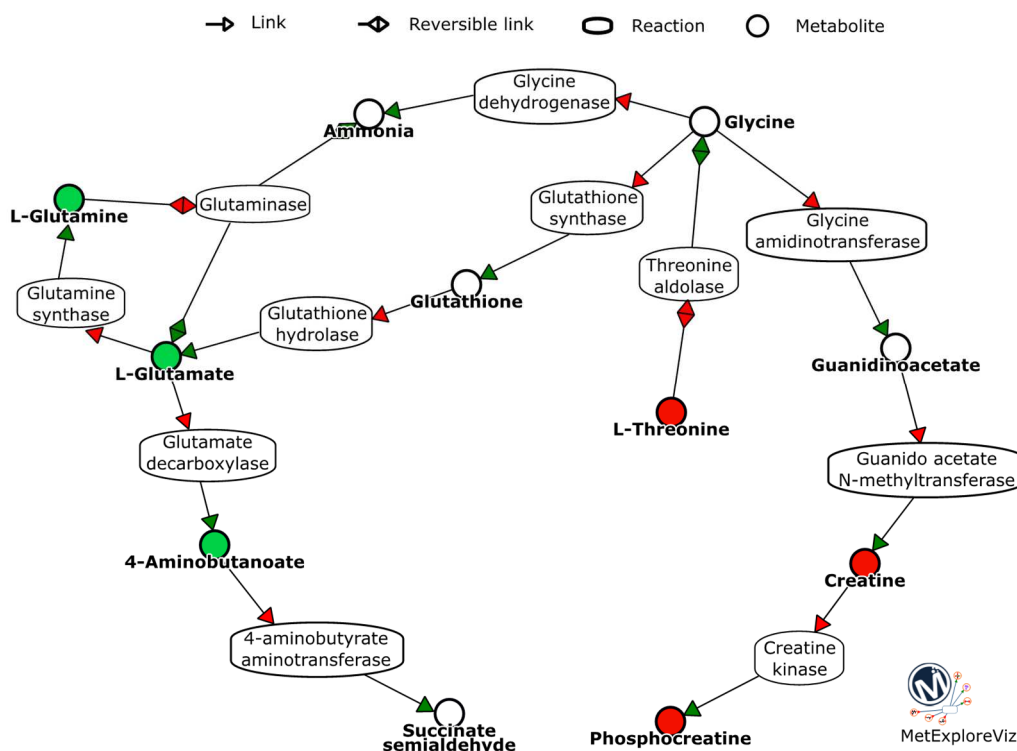 Link
Reversible link
Reaction
Metabolite
Glycine
dehydrogenase
Ammonia
Glycine
L-Glutamine
Glutaminase
Glutathione
synthase
Glycine
amidinotransferase
Threonine
aldolase
Glutamine
synthase
Glutathione
Glutathione
hydrolase
L-Glutamate
Guanidinoacetate
L-Threonine
Glutamate
decarboxylase
Guanido acetate
N-methyltransferase
4-Aminobutanoate
Creatine
4-aminobutyrate
aminotransferase
Creatine
kinase
Succinate
semialdehyde
Phosphocreatine
M
MetExploreViz